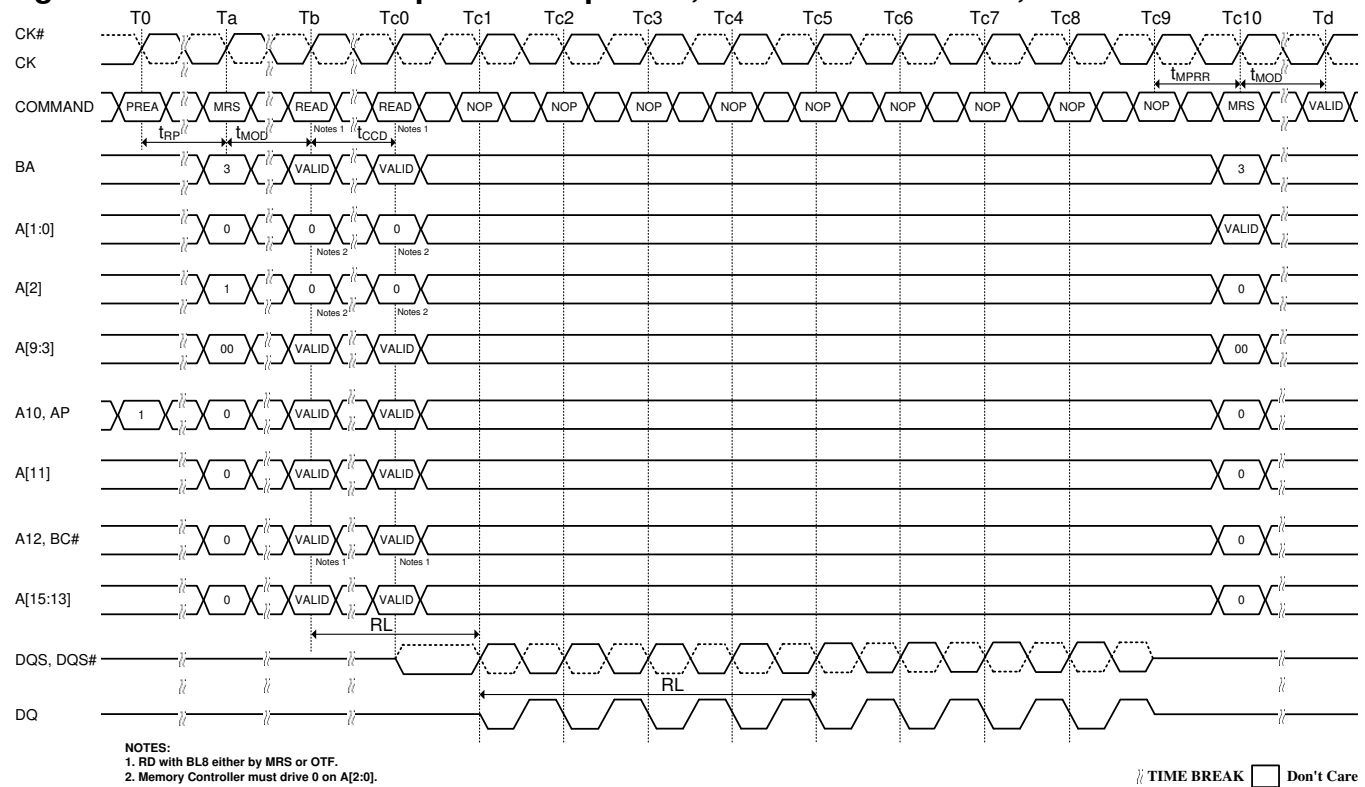 T0 Ta Tb Tc0 Tc1 Tc2 Tc3 Tc4 Tc5 Tc6 Tc7 Tc8 Tc9 Tc10 Td
CK#
CK
tMPRR tMOD
COMMAND PREA MRS READ READ NOP NOP NOP NOP NOP NOP NOP NOP NOP MRS VALID
Notes 1 Notes 1
tRP tMOD tCCD
BA 3 VALID VALID 3
A[1:0] 0 0 0 VALID
Notes 2 Notes 2
A[2] 1 0 0 0
Notes 2 Notes 2
A[9:3] 00 VALID VALID 00
A10, AP 1 0 VALID VALID 0
A[11] 0 VALID VALID 0
A12, BC# 0 VALID VALID 0
Notes 1 Notes 1
A[15:13] 0 VALID VALID 0
RL
DQS, DQS#
RL
DQ
NOTES:
1. RD with BL8 either by MRS or OTF.
2. Memory Controller must drive 0 on A[2:0].
TIME BREAK Don't Care